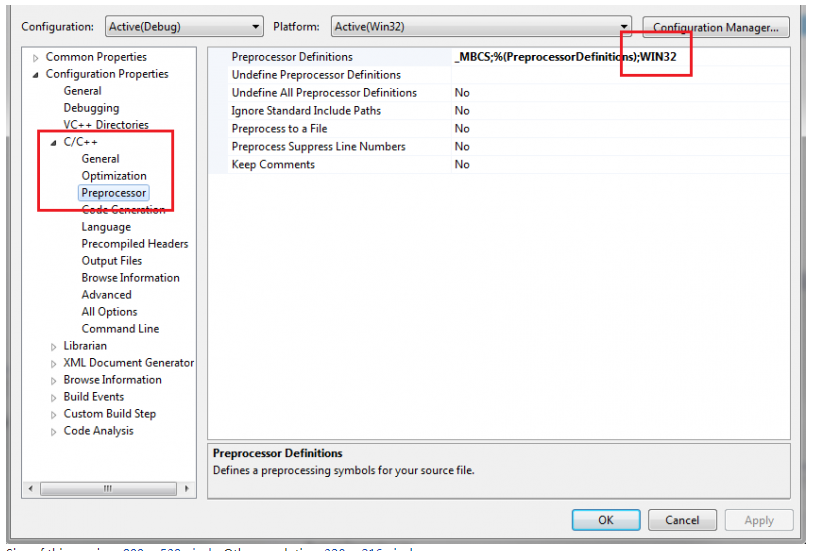 Configuration: Active(Debug) Platform: Active(Win32) Configuration Manager...
Common Properties
Configuration Properties
General
Debugging
VC++ Directories
C/C++
General
Optimization
Preprocessor
Code Generation
Language
Precompiled Headers
Output Files
Browse Information
Advanced
All Options
Command Line
Librarian
XML Document Generator
Browse Information
Build Events
Custom Build Step
Code Analysis
Preprocessor Definitions _MBCS;%(PreprocessorDefinitions);WIN32
Undefine Preprocessor Definitions
Undefine All Preprocessor Definitions No
Ignore Standard Include Paths No
Preprocess to a File No
Preprocess Suppress Line Numbers No
Keep Comments No
Preprocessor Definitions
Defines a preprocessing symbols for your source file.
OK Cancel Apply